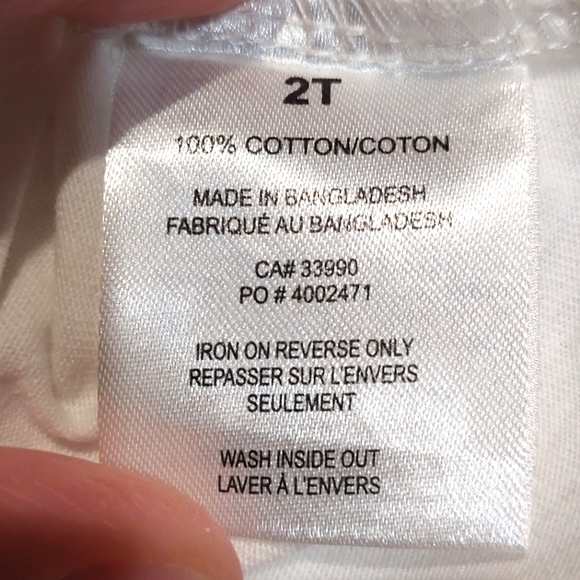 2T
100% COTTON/COTON
MADE IN BANGLADESH
FABRIQUÉ AU BANGLADESH
CA# 33990
PO # 4002471
IRON ON REVERSE ONLY
REPASSER SUR L'ENVERS
SEULEMENT
WASH INSIDE OUT
LAVER À L'ENVERS